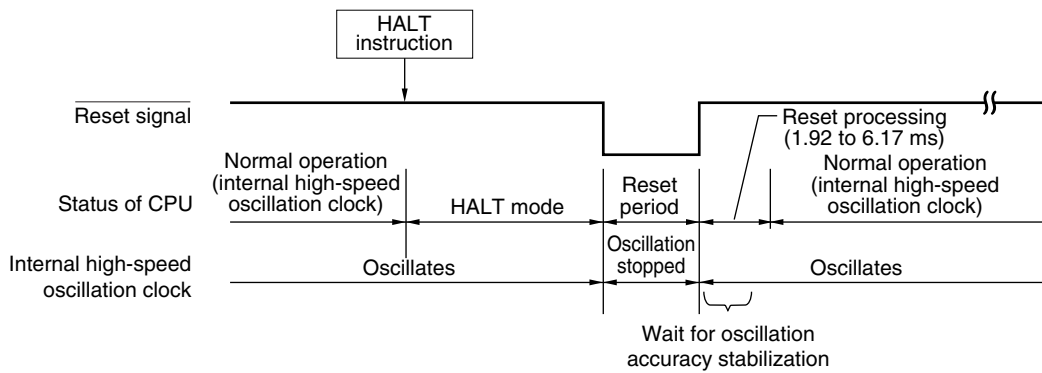 HALT
instruction
Reset signal
Reset processing
(1.92 to 6.17 ms)
Status of CPU
Normal operation
(internal high-speed
oscillation clock)
HALT mode
Reset
period
Normal operation
(internal high-speed
oscillation clock)
Internal high-speed
oscillation clock
Oscillates
Oscillation
stopped
Oscillates
Wait for oscillation
accuracy stabilization